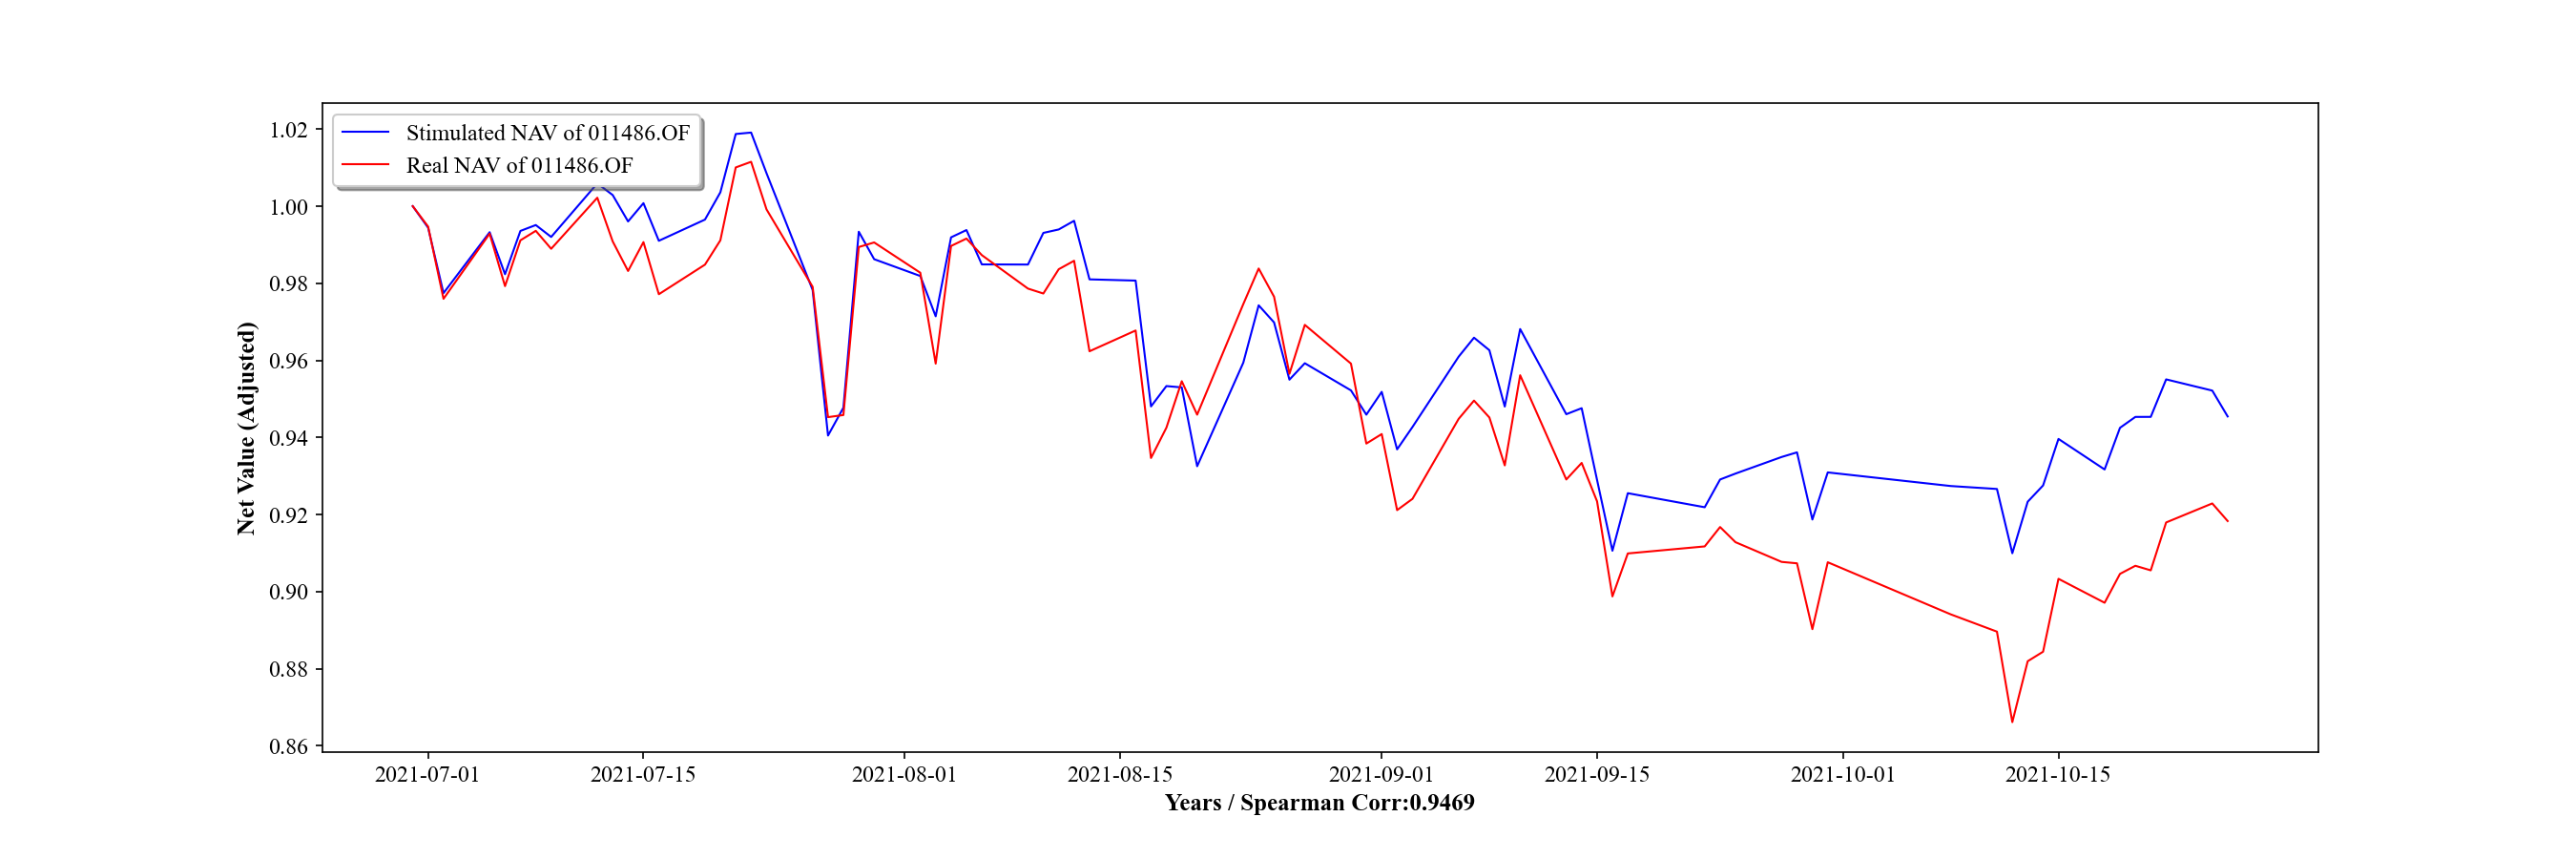 Stimulated NAV of 011486.OF
Real NAV of 011486.OF
Net Value (Adjusted)
1.02
1.00
0.98
0.96
0.94
0.92
0.90
0.88
0.86
2021-07-01 2021-07-15 2021-08-01 2021-08-15 2021-09-01 2021-09-15 2021-10-01 2021-10-15
Years / Spearman Corr:0.9469